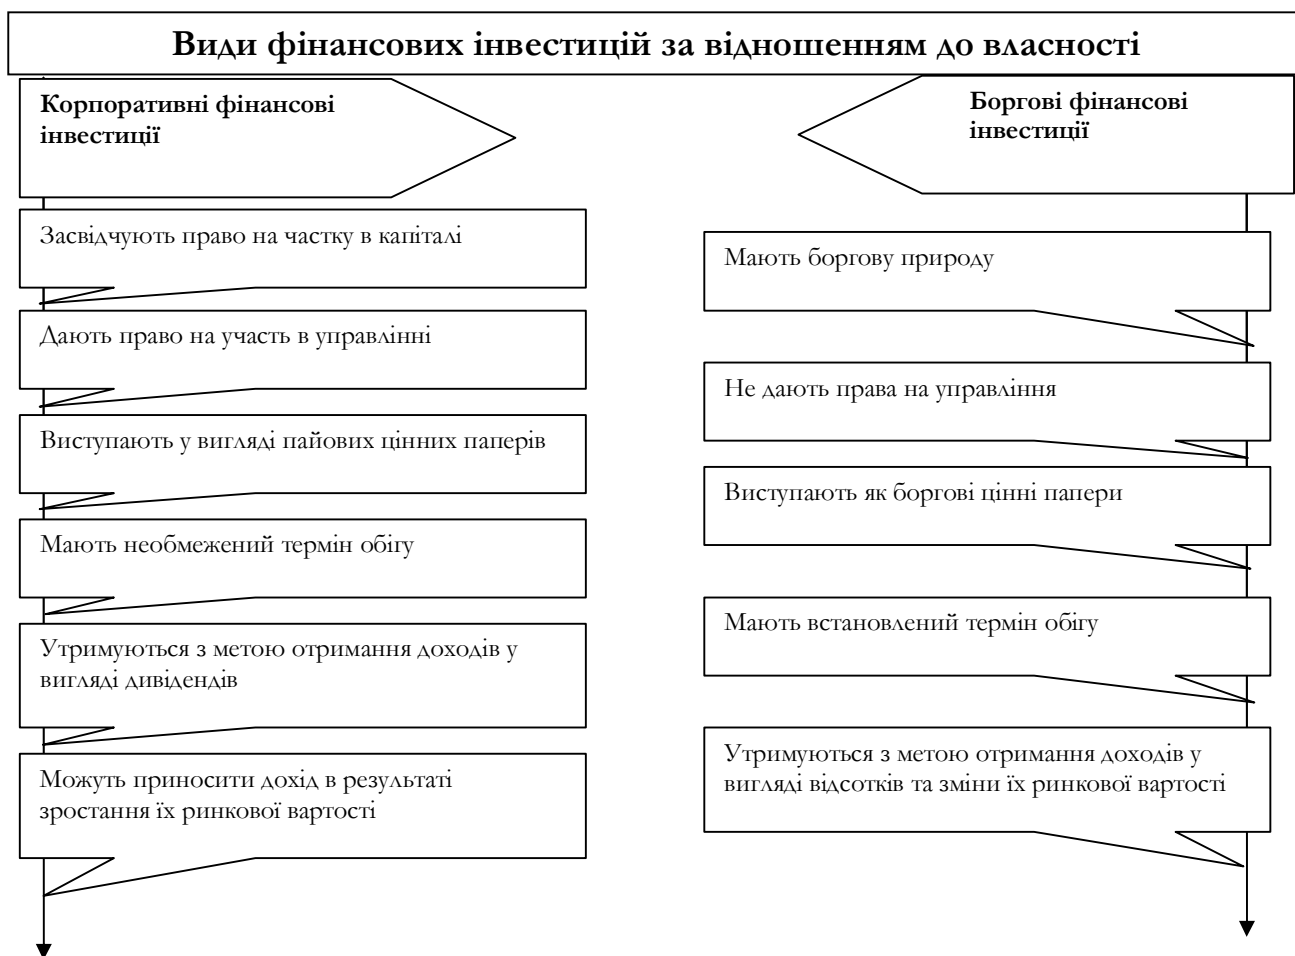 Види фінансових інвестицій за відношенням до власності
Корпоративні фінансові
інвестиції
Засвідчують право на частку в капіталі
Дають право на участь в управлінні
Виступають у вигляді пайових цінних паперів
Мають необмежений термін обігу
Утримуються з метою отримання доходів у
вигляді дивідендів
Можуть приносити дохід в результаті
зростання їх ринкової вартості
Боргові фінансові
інвестиції
Мають боргову природу
Не дають права на управління
Виступають як боргові цінні папери
Мають встановлений термін обігу
Утримуються з метою отримання доходів у
вигляді відсотків та зміни їх ринкової вартості